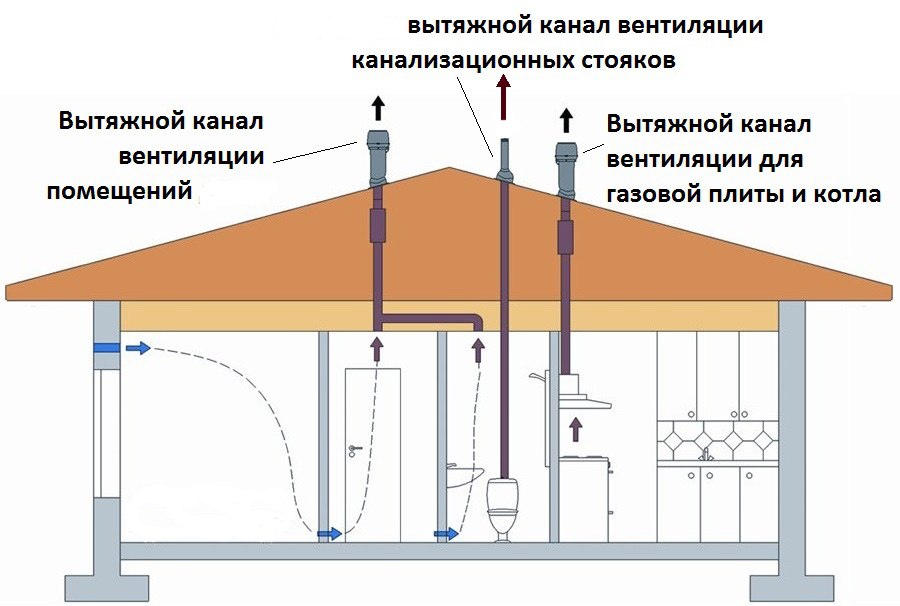 вытяжной канал вентиляции
канализационных стояков
Вытяжной канал
вентиляции
помещений
Вытяжной канал
вентиляции для
газовой плиты и котла